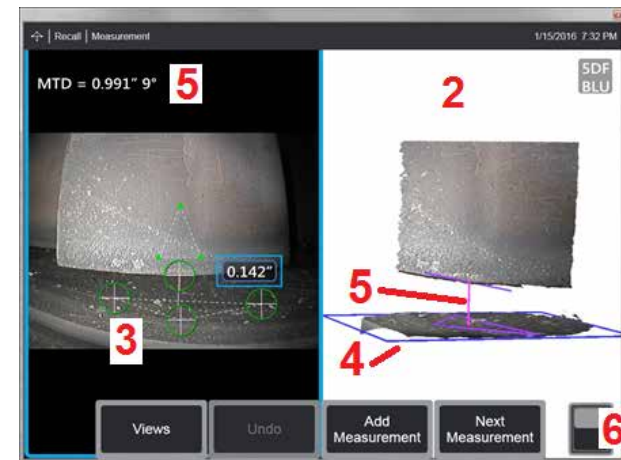 Recall | Measurement
1/15/2016 7:32 PM
MTD = 0.991" 9°
5
2
5DF
BLU
0.142"
3
5
4
Views
Undo
Add
Measurement
Next
Measurement
6